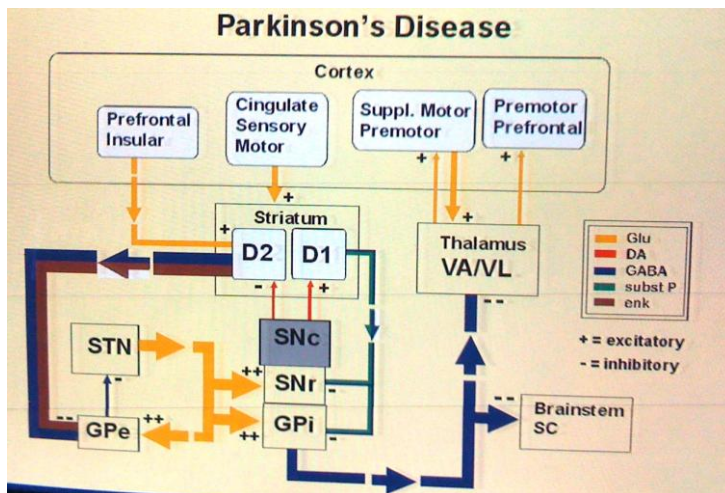 Parkinson's Disease
Cortex
Prefrontal
Insular
Cingulate
Sensory
Motor
Suppl. Motor
Premotor
Premotor
Prefrontal
+
+
+
+
+
Striatum
D2
D1
-
+
Thalamus
VA/VL
--
Glu
DA
GABA
subst P
enk
+ = excitatory
- = inhibitory
SNc
STN
SNr
++
-
GPe
--
++
-
GPi
++
-
Brainstem
SC
--